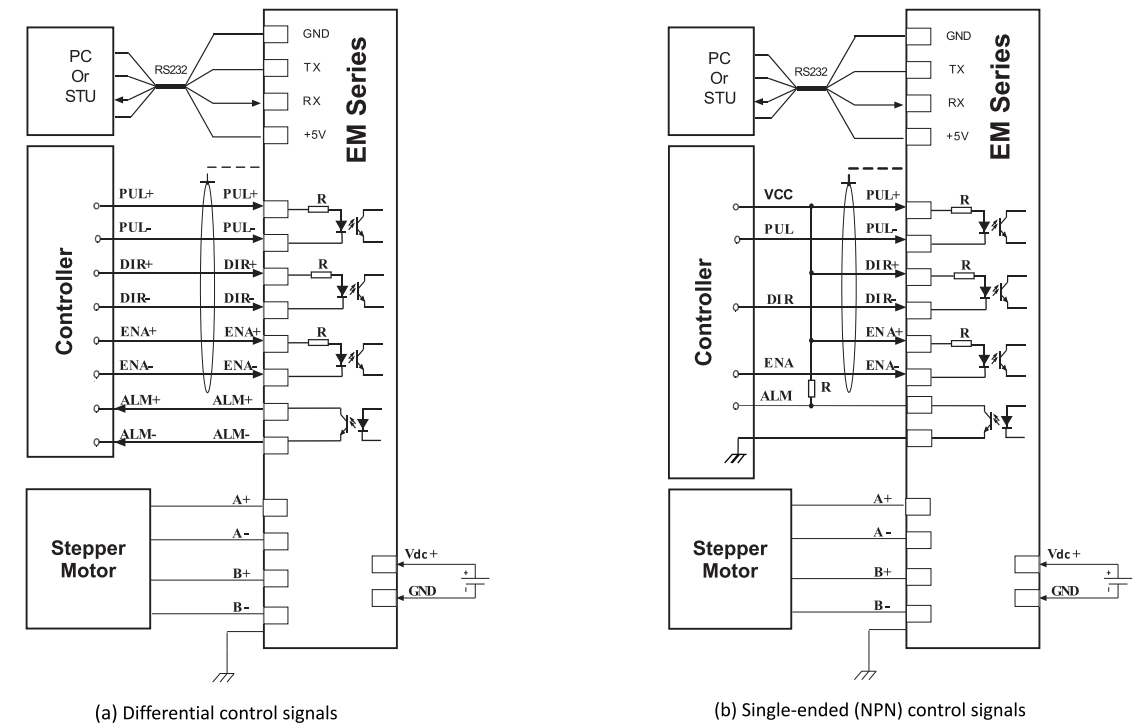 PC
Or
STU
RS232
GND
TX
RX
+5V
EM Series
Controller
PUL+ PUL+
R
PUL- PUL-
DIR+ DIR+
R
DIR- DIR-
ENA+ ENA+
R
ENA- ENA-
ALM+ ALM+
ALM- ALM-
Stepper
Motor
A+
A-
B+
B-
Vdc+
+
-
GND
(a) Differential control signals
PC
Or
STU
RS232
GND
TX
RX
+5V
EM Series
Controller
VCC PUL+
R
PUL PUL-
DIR+
R
DIR DIR-
ENA+
R
ENA ENA-
R
ALM
Stepper
Motor
A+
A-
B+
B-
Vdc+
+
-
GND
(b) Single-ended (NPN) control signals